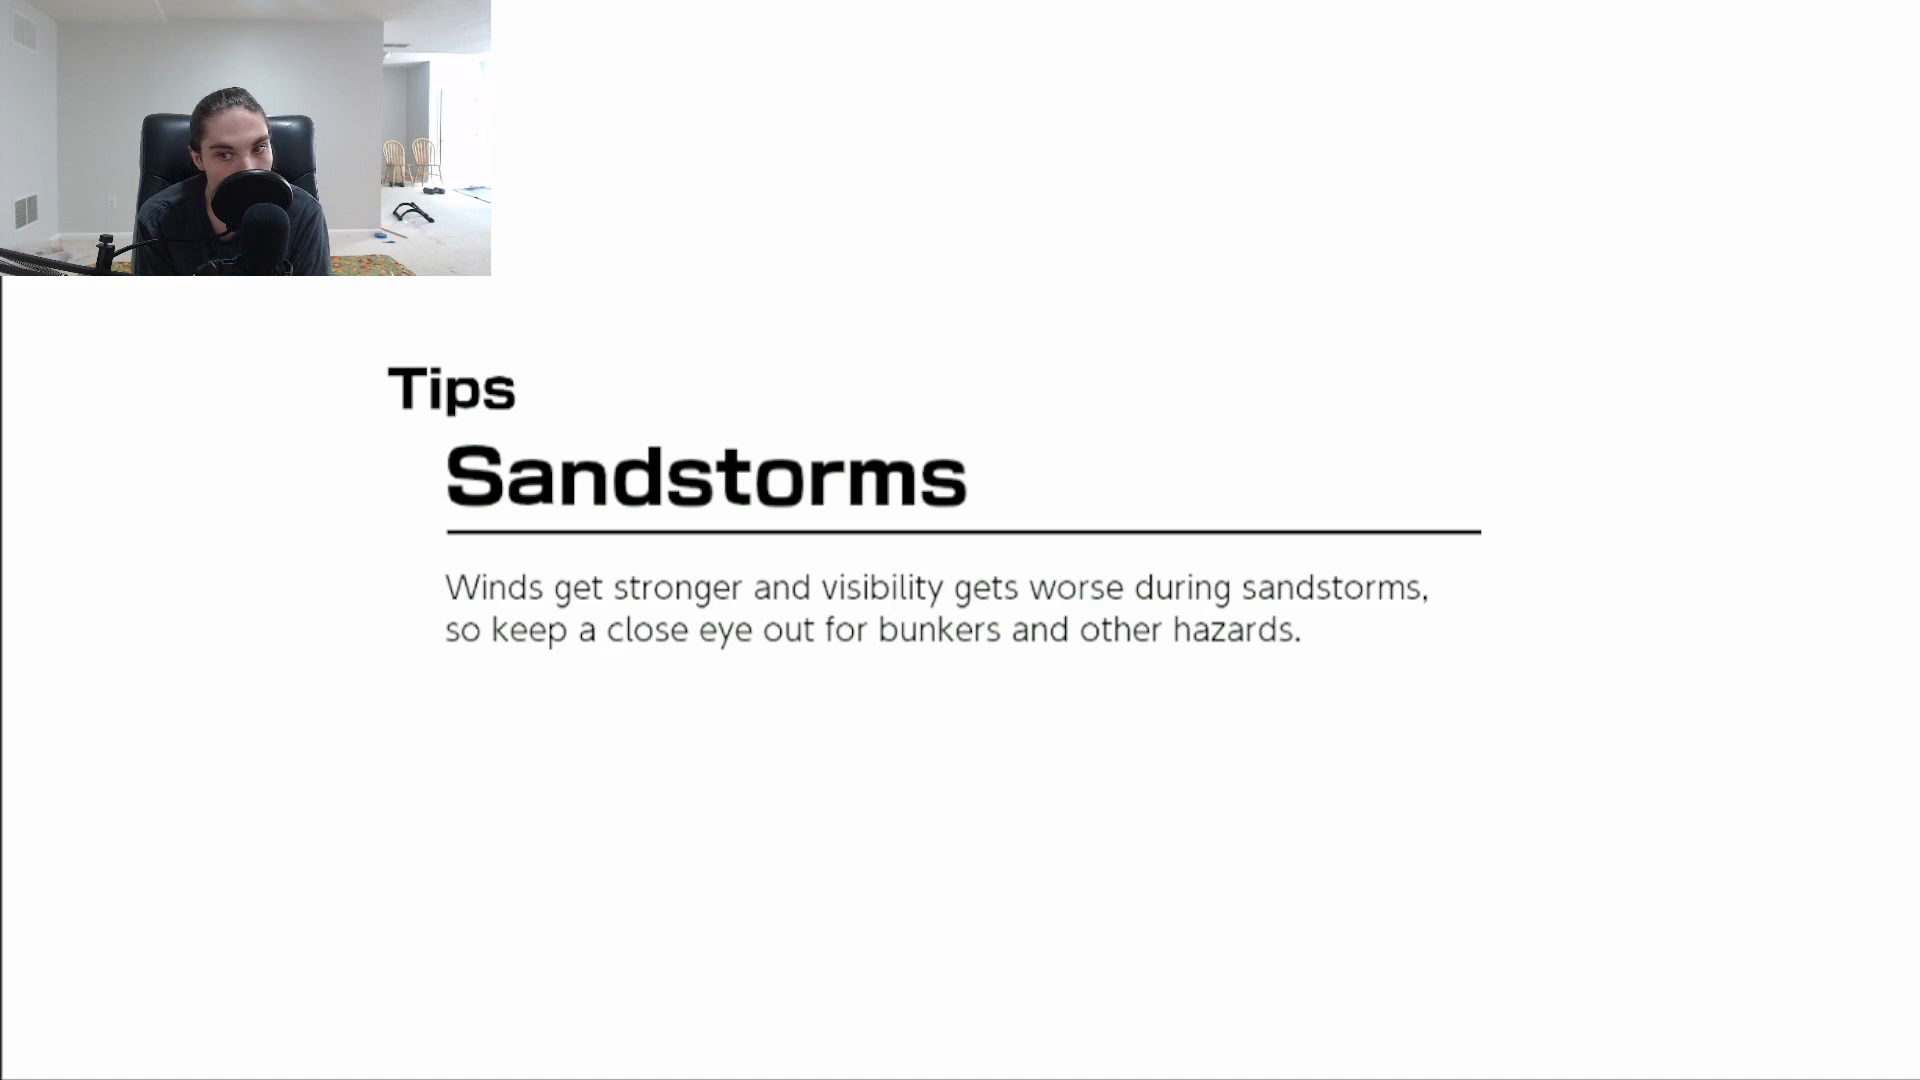 Tips
Sandstorms
Winds get stronger and visibility gets worse during sandstorms,
so keep a close eye out for bunkers and other hazards.